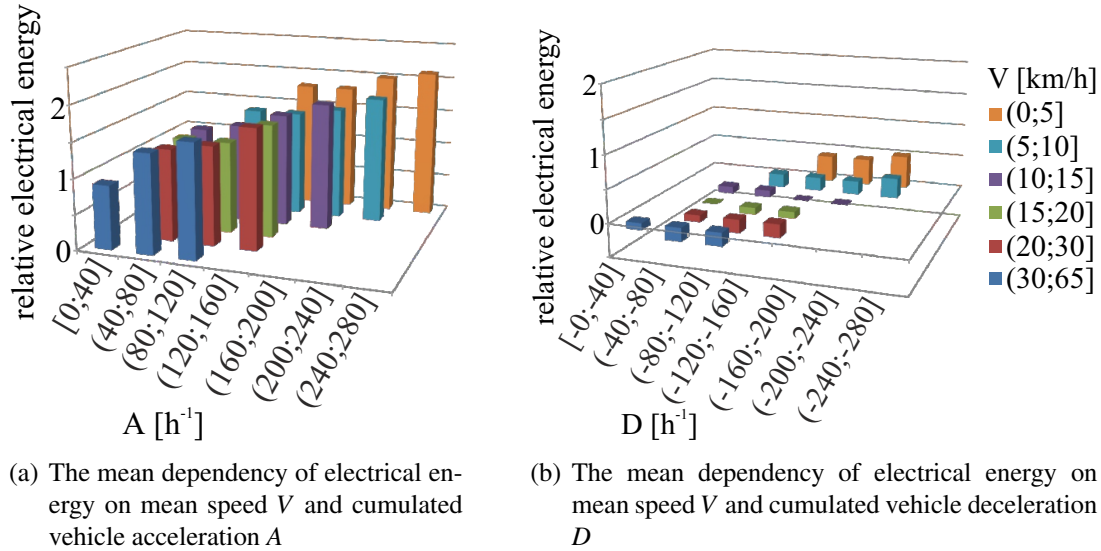 relative electrical energy
2
1
0
[0;40]
(40;80]
(80;120]
(120;160]
(160;200]
(200;240]
(240;280]
A [h⁻¹]
relative electrical energy
2
1
0
[-0;-40]
(-40;-80]
(-80;-120]
(-120;-160]
(-160;-200]
(-200;-240]
(-240;-280]
D [h⁻¹]
V [km/h]
(0;5]
(5;10]
(10;15]
(15;20]
(20;30]
(30;65]
(a) The mean dependency of electrical en-
ergy on mean speed V and cumulated
vehicle acceleration A
(b) The mean dependency of electrical energy on
mean speed V and cumulated vehicle deceleration
D